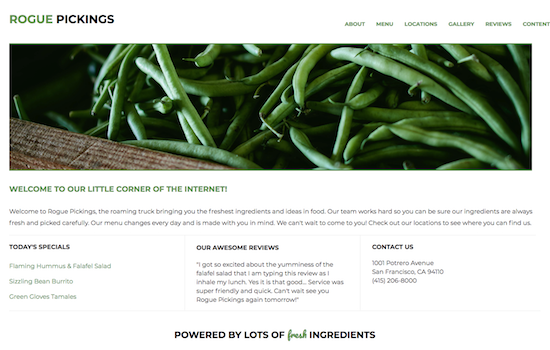 ROGUE PICKINGS
ABOUT MENU LOCATIONS GALLERY REVIEWS CONTENT
WELCOME TO OUR LITTLE CORNER OF THE INTERNET!
Welcome to Rogue Pickings, the roaming truck bringing you the freshest ingredients and ideas in food. Our team works hard so you can be sure our ingredients are always
fresh and picked carefully. Our menu changes every day and is made with you in mind. We can't wait to come to you! Check out our locations to see where you can find us.
TODAY'S SPECIALS
Flaming Hummus & Falafel Salad
Sizzling Bean Burrito
Green Gloves Tamales
OUR AWESOME REVIEWS
"I got so excited about the yumminess of the
falafel salad that I am typing this review as I
inhale my lunch. Yes it is that good... Service was
super friendly and quick. Can't wait see you
Rogue Pickings again tomorrow!"
CONTACT US
1001 Potrero Avenue
San Francisco, CA 94110
(415) 206-8000
POWERED BY LOTS OF fresh INGREDIENTS